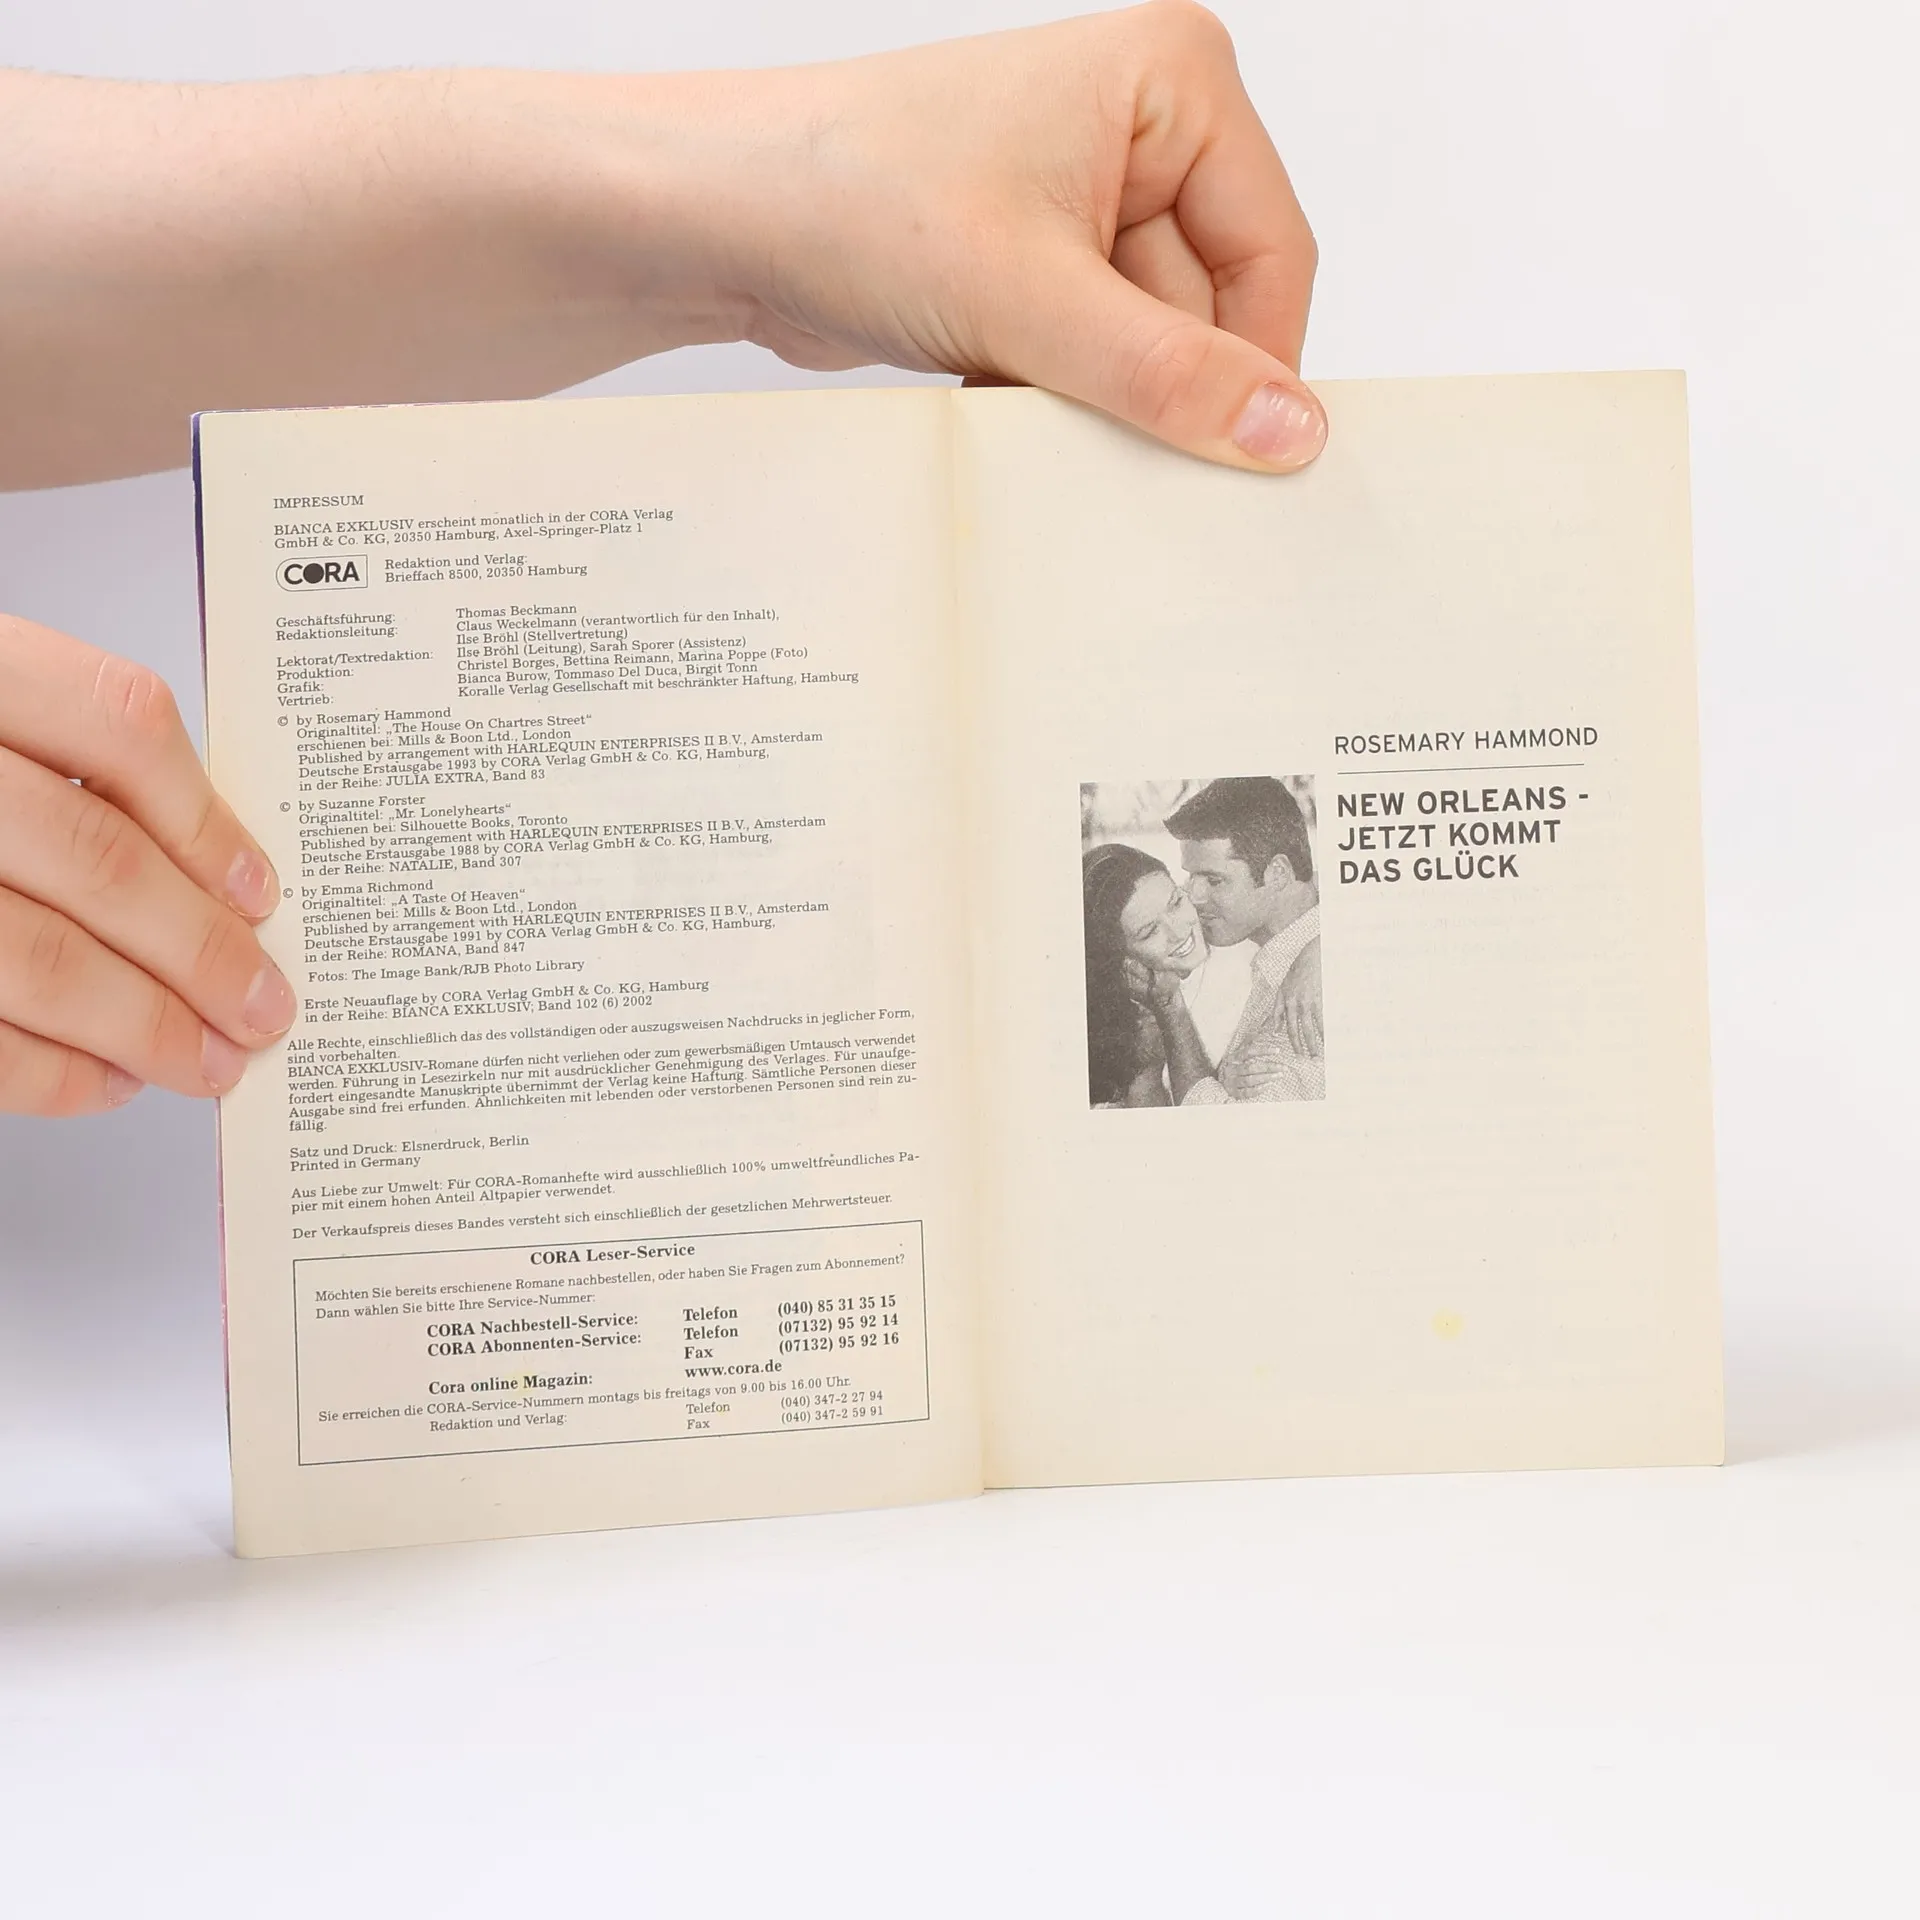 IMPRESSUM
BIANCA EXKLUSIV erscheint monatlich in der CORA Verlag
GmbH & Co. KG, 20350 Hamburg, Axel-Springer-Platz 1
CORA
Redaktion und Verlag:
Brieffach 8500, 20350 Hamburg
Geschäftsführung: Thomas Beckmann
Redaktionsleitung: Claus Weckelmann (verantwortlich für den Inhalt),
Ilse Bröhl (Stellvertretung)
Lektorat/Textredaktion: Ilse Bröhl (Leitung), Sarah Sporer (Assistenz)
Produktion: Christel Borges, Bettina Reimann, Marina Poppe (Foto)
Grafik: Bianca Burow, Tommaso Del Duca, Birgit Tonn
Vertrieb: Koralle Verlag Gesellschaft mit beschränkter Haftung, Hamburg
© by Rosemary Hammond
Originaltitel: „The House On Chartres Street“
erschienen bei: Mills & Boon Ltd., London
Published by arrangement with HARLEQUIN ENTERPRISES II B.V., Amsterdam
Deutsche Erstausgabe 1993 by CORA Verlag GmbH & Co. KG, Hamburg,
in der Reihe: JULIA EXTRA, Band 83
© by Suzanne Forster
Originaltitel: „Mr. Lonelyhearts“
erschienen bei: Silhouette Books, Toronto
Published by arrangement with HARLEQUIN ENTERPRISES II B.V., Amsterdam
Deutsche Erstausgabe 1988 by CORA Verlag GmbH & Co. KG, Hamburg,
in der Reihe: NATALIE, Band 307
© by Emma Richmond
Originaltitel: „A Taste Of Heaven“
erschienen bei: Mills & Boon Ltd., London
Published by arrangement with HARLEQUIN ENTERPRISES II B.V., Amsterdam
Deutsche Erstausgabe 1991 by CORA Verlag GmbH & Co. KG, Hamburg,
in der Reihe: ROMANA, Band 847
Fotos: The Image Bank/RJB Photo Library
Erste Neuauflage by CORA Verlag GmbH & Co. KG, Hamburg
in der Reihe: BIANCA EXKLUSIV, Band 102 (6) 2002
Alle Rechte, einschließlich das des vollständigen oder auszugsweisen Nachdrucks in jeglicher Form,
sind vorbehalten.
BIANCA EXKLUSIV-Romane dürfen nicht verliehen oder zum gewerbsmäßigen Umtausch verwendet
werden. Führung in Lesezirkeln nur mit ausdrücklicher Genehmigung des Verlages. Für unaufge-
fordert eingesandte Manuskripte übernimmt der Verlag keine Haftung. Sämtliche Personen dieser
Ausgabe sind frei erfunden. Ähnlichkeiten mit lebenden oder verstorbenen Personen sind rein zu-
fällig.
Satz und Druck: Elsnerdruck, Berlin
Printed in Germany
Aus Liebe zur Umwelt: Für CORA-Romanhefte wird ausschließlich 100% umweltfreundliches Pa-
pier mit einem hohen Anteil Altpapier verwendet.
Der Verkaufspreis dieses Bandes versteht sich einschließlich der gesetzlichen Mehrwertsteuer.
CORA Leser-Service
Möchten Sie bereits erschienene Romane nachbestellen, oder haben Sie Fragen zum Abonnement?
Dann wählen Sie bitte Ihre Service-Nummer:
CORA Nachbestell-Service: Telefon (040) 85 31 35 15
CORA Abonnenten-Service: Telefon (07132) 95 92 14
Fax (07132) 95 92 16
Cora online Magazin: www.cora.de
Sie erreichen die CORA-Service-Nummern montags bis freitags von 9.00 bis 16.00 Uhr.
Redaktion und Verlag: Telefon (040) 347-2 27 94
Fax (040) 347-2 59 91
ROSEMARY HAMMOND
NEW ORLEANS -
JETZT KOMMT
DAS GLÜCK